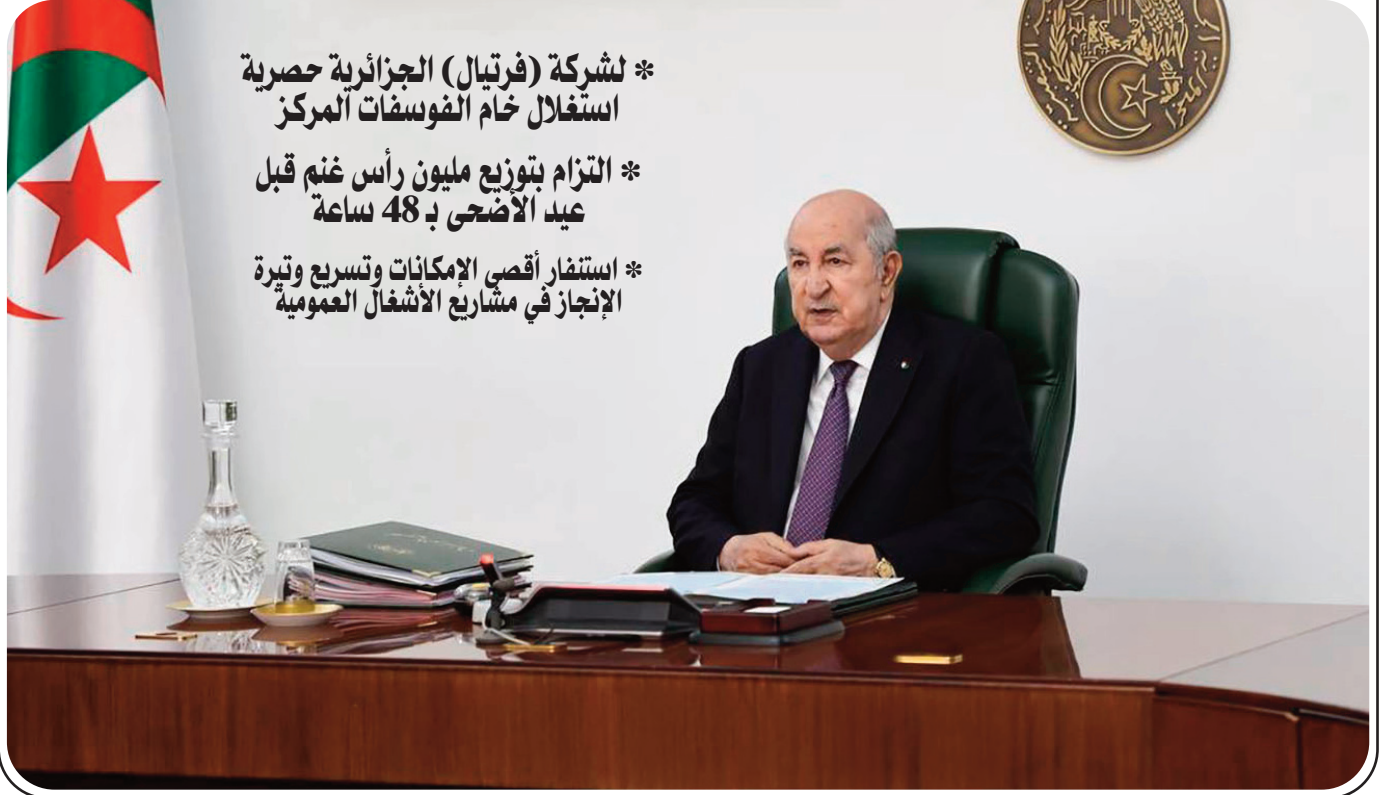 * لشركة (فرتيال) الجزائرية حصرية
استغلال خام الفوسفات المركز
* التزام بتوزيع مليون رأس غنم قبل
عيد الأضحى بـ 48 ساعة
* استنفار أقصى الإمكانات وتسريع وتيرة
الإنجاز في مشاريع الأشغال العمومية